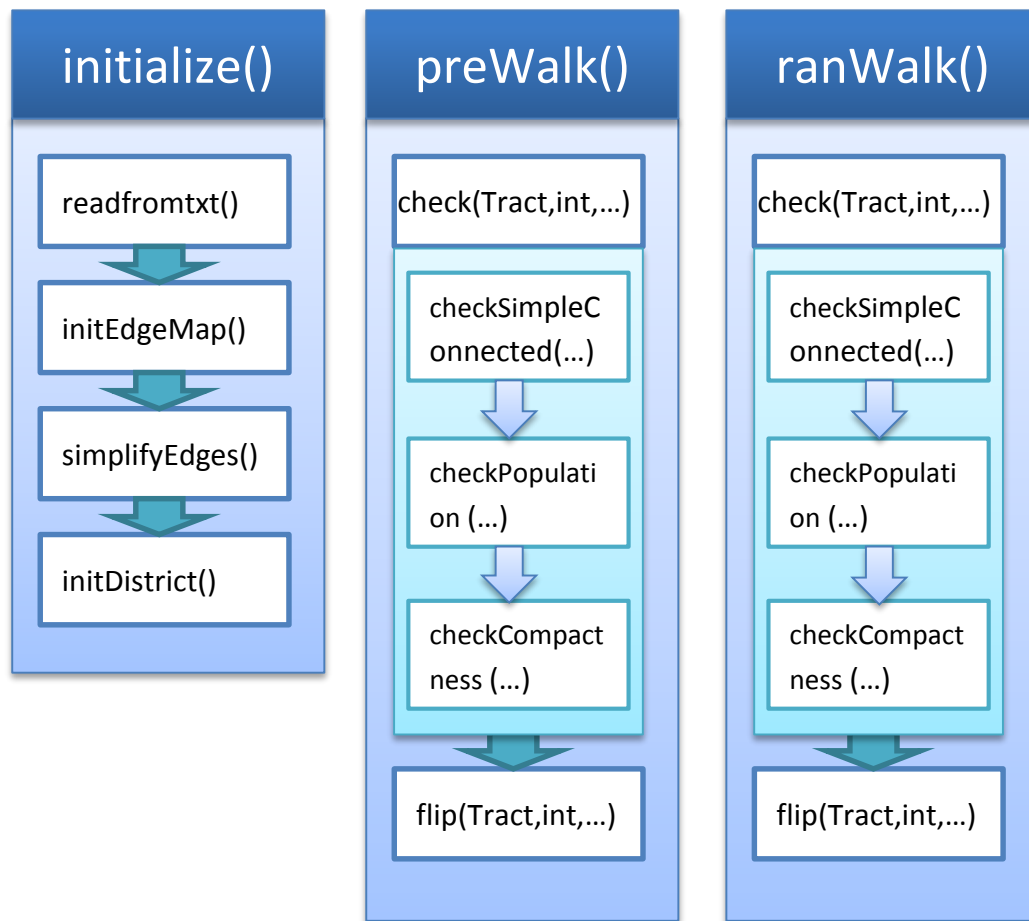 initialize()
readfromtxt()
initEdgeMap()
simplifyEdges()
initDistrict()
preWalk()
check(Tract,int,...)
checkSimpleC
onnected(...)
checkPopulati
on (...)
checkCompact
ness (...)
flip(Tract,int,...)
ranWalk()
check(Tract,int,...)
checkSimpleC
onnected(...)
checkPopulati
on (...)
checkCompact
ness (...)
flip(Tract,int,...)